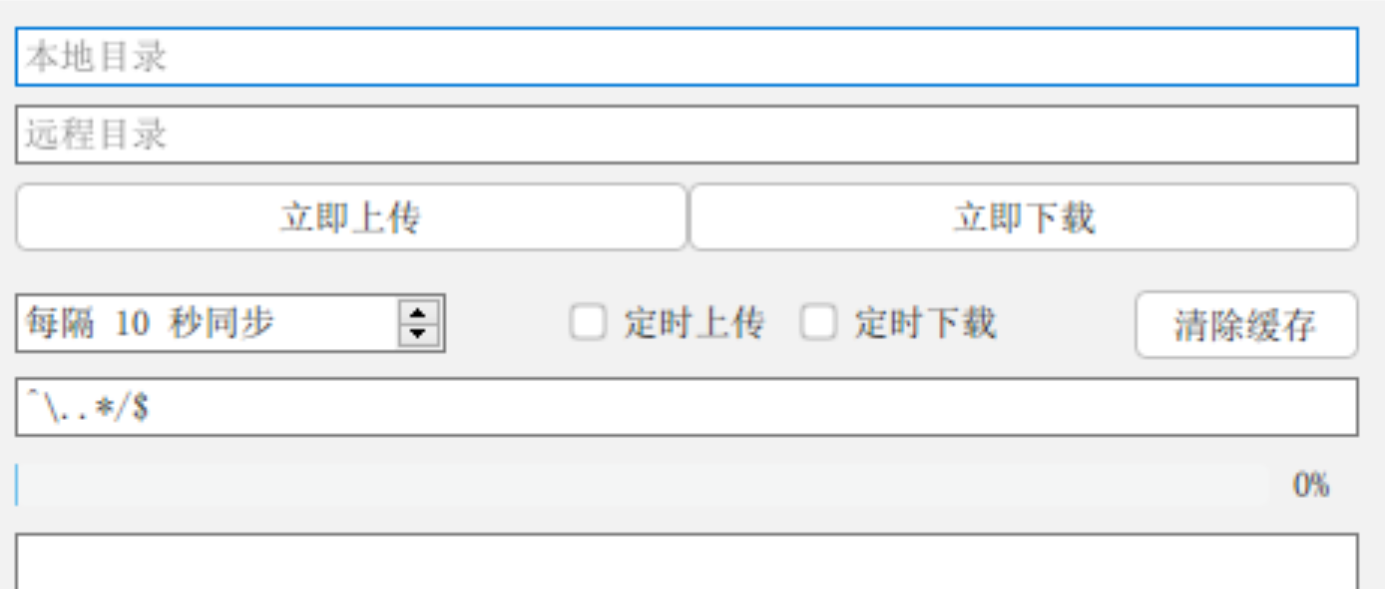 本地目录
远程目录
立即上传 立即下载
每隔 10 秒同步 定时上传 定时下载 清除缓存
^\..*/$
0%